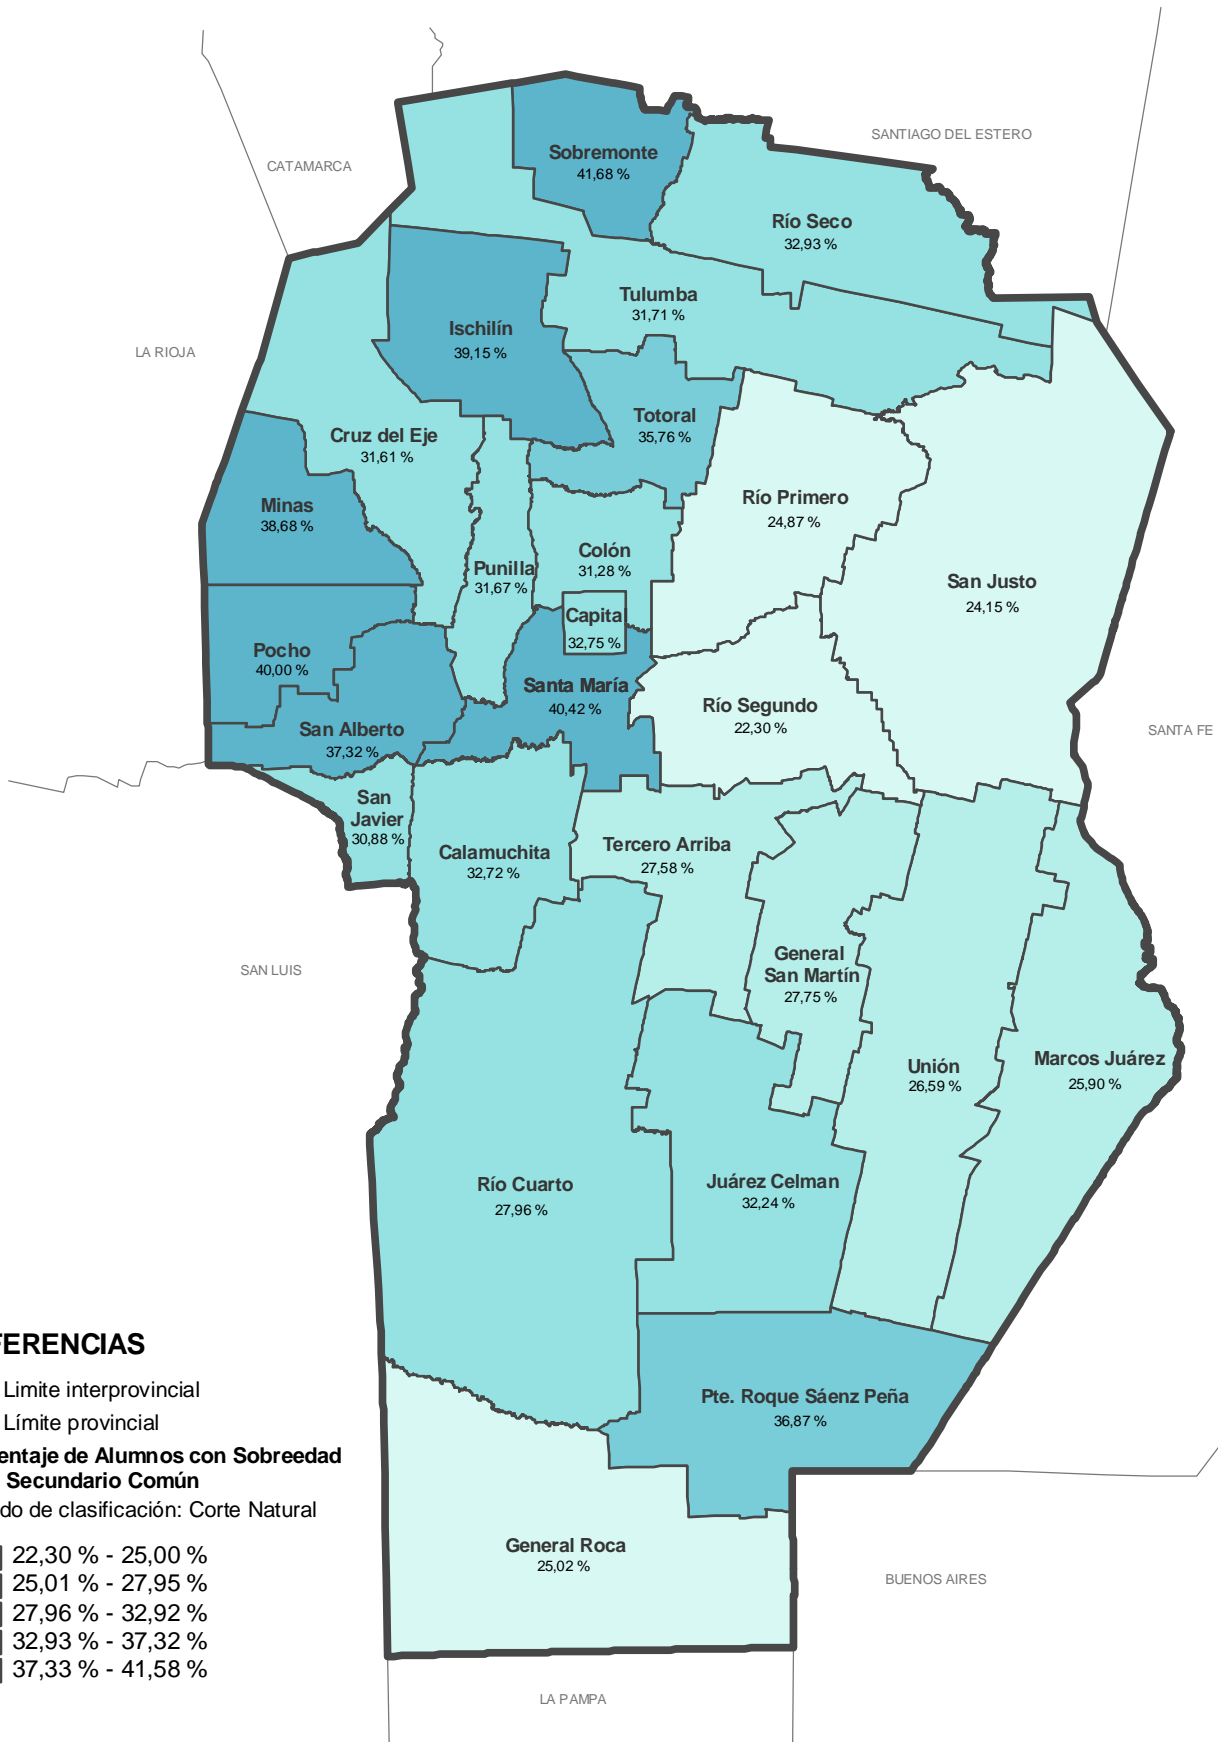 SANTIAGO DEL ESTERO
CATAMARCA
Sobremonte
41,68 %
Río Seco
32,93 %
Tulumba
31,71 %
Ischilín
39,15 %
LA RIOJA
Totoral
35,76 %
Cruz del Eje
31,61 %
Minas
38,68 %
Río Primero
24,87 %
Colón
31,28 %
Punilla
31,67 %
San Justo
24,15 %
Capita
32,75 %
Pocho
40,00 %
Santa María
40,42 %
Río Segundo
22,30 %
San Alberto
37,32 %
SANTA FE
San
Javier
30,88 %
Calamuchita
32,72 %
Tercero Arriba
27,58 %
General
San Martín
27,75 %
SAN LUIS
Unión
26,59 %
Marcos Juárez
25,90 %
Río Cuarto
27,96 %
Juárez Celman
32,24 %
Pte. Roque Sáenz Peña
36,87 %
General Roca
25,02 %
BUENOS AIRES
LA PAMPA
FERENCIAS
Limite interprovincial
Límite provincial
entaje de Alumnos con Sobreedad
Secundario Común
do de clasificación: Corte Natural
22,30 % - 25,00 %
25,01 % - 27,95 %
27,96 % - 32,92 %
32,93 % - 37,32 %
37,33 % - 41,58 %